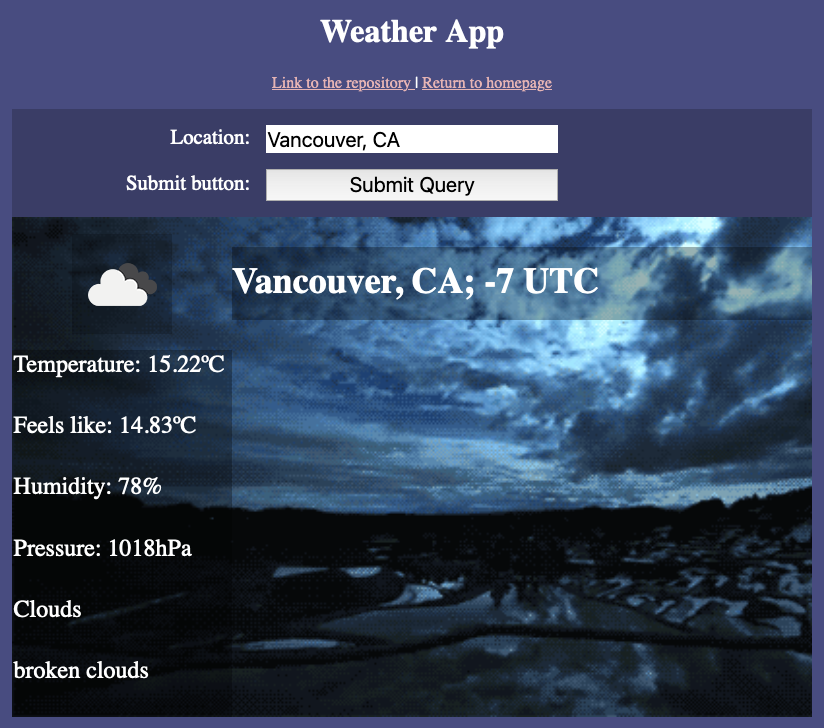 Weather App
Link to the repository | Return to homepage
Location: Vancouver, CA
Submit button: Submit Query
Vancouver, CA; -7 UTC
Temperature: 15.22ºC
Feels like: 14.83ºC
Humidity: 78%
Pressure: 1018hPa
Clouds
broken clouds